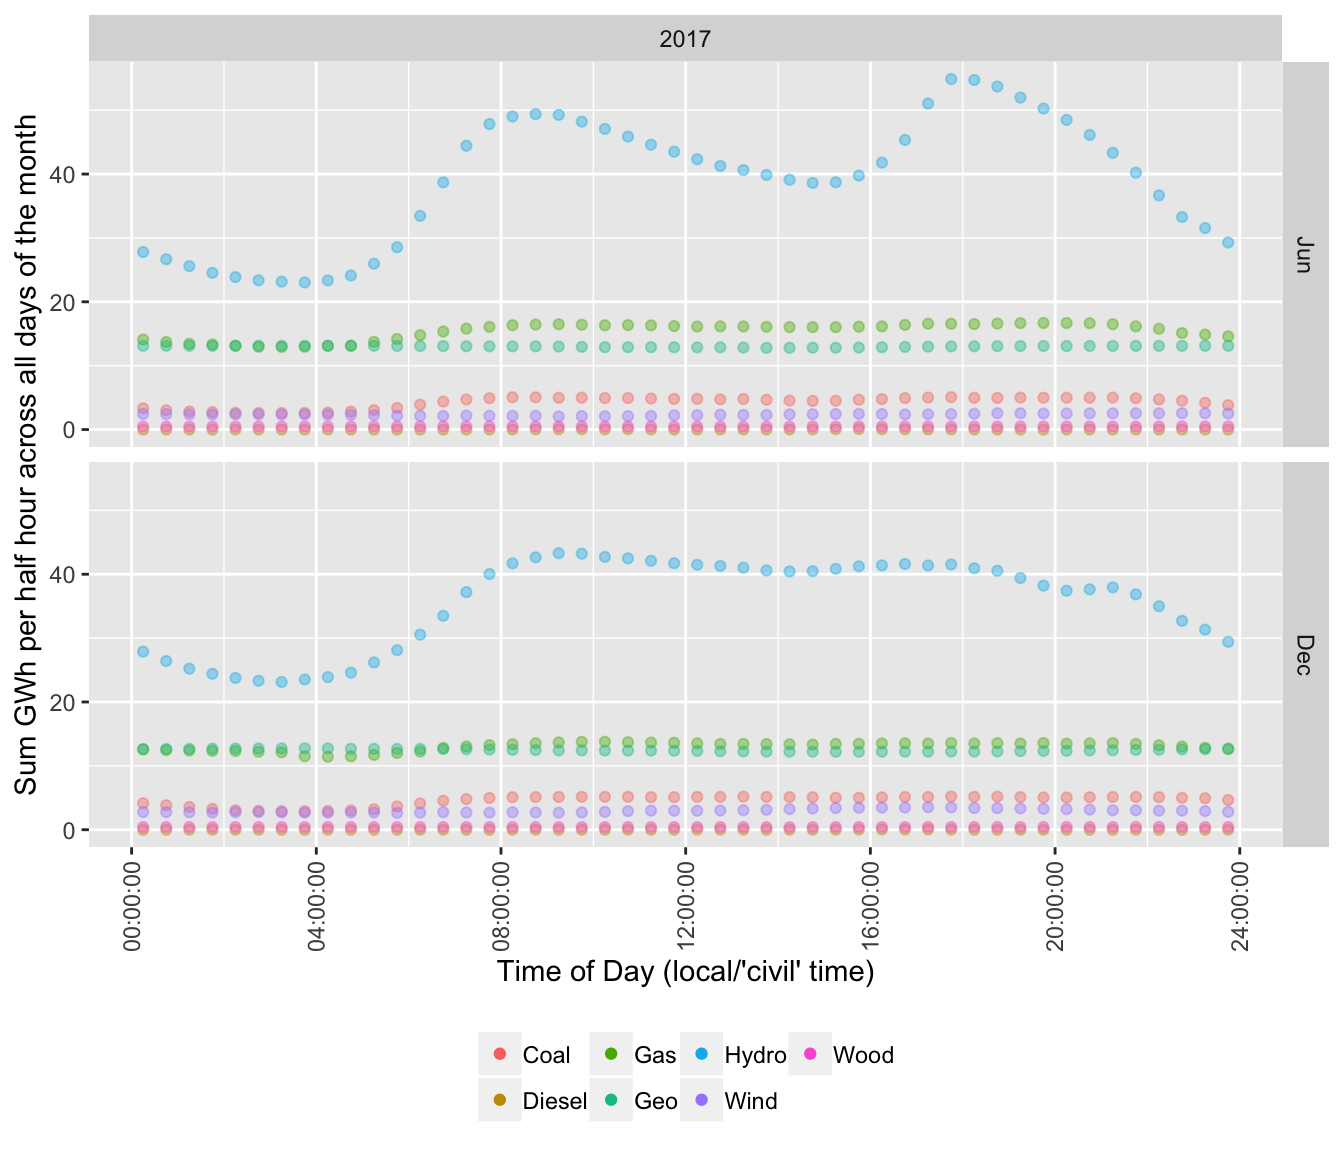 2017
Sum GWh per half hour across all days of the month
40
20
0
Jun
40
20
0
Dec
00:00:00
04:00:00
08:00:00
12:00:00
16:00:00
20:00:00
24:00:00
Time of Day (local/'civil' time)
Coal Gas Hydro Wood
Diesel Geo Wind